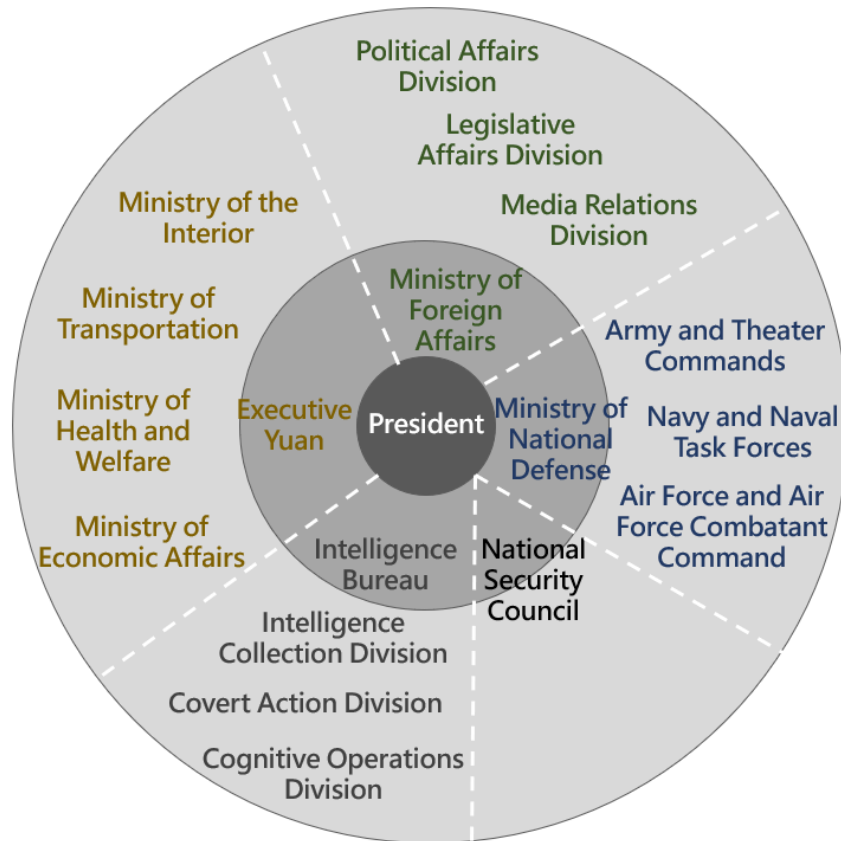 Political Affairs
Division
Legislative
Affairs Division
Media Relations
Division
Ministry of the
Interior
Ministry of
Transportation
Ministry of
Health and
Welfare
Ministry of
Economic Affairs
Ministry of
Foreign
Affairs
Executive
Yuan
President
Ministry of
National
Defense
Army and Theater
Commands
Navy and Naval
Task Forces
Air Force and Air
Force Combatant
Command
Intelligence
Bureau
National
Security
Council
Intelligence
Collection Division
Covert Action Division
Cognitive Operations
Division